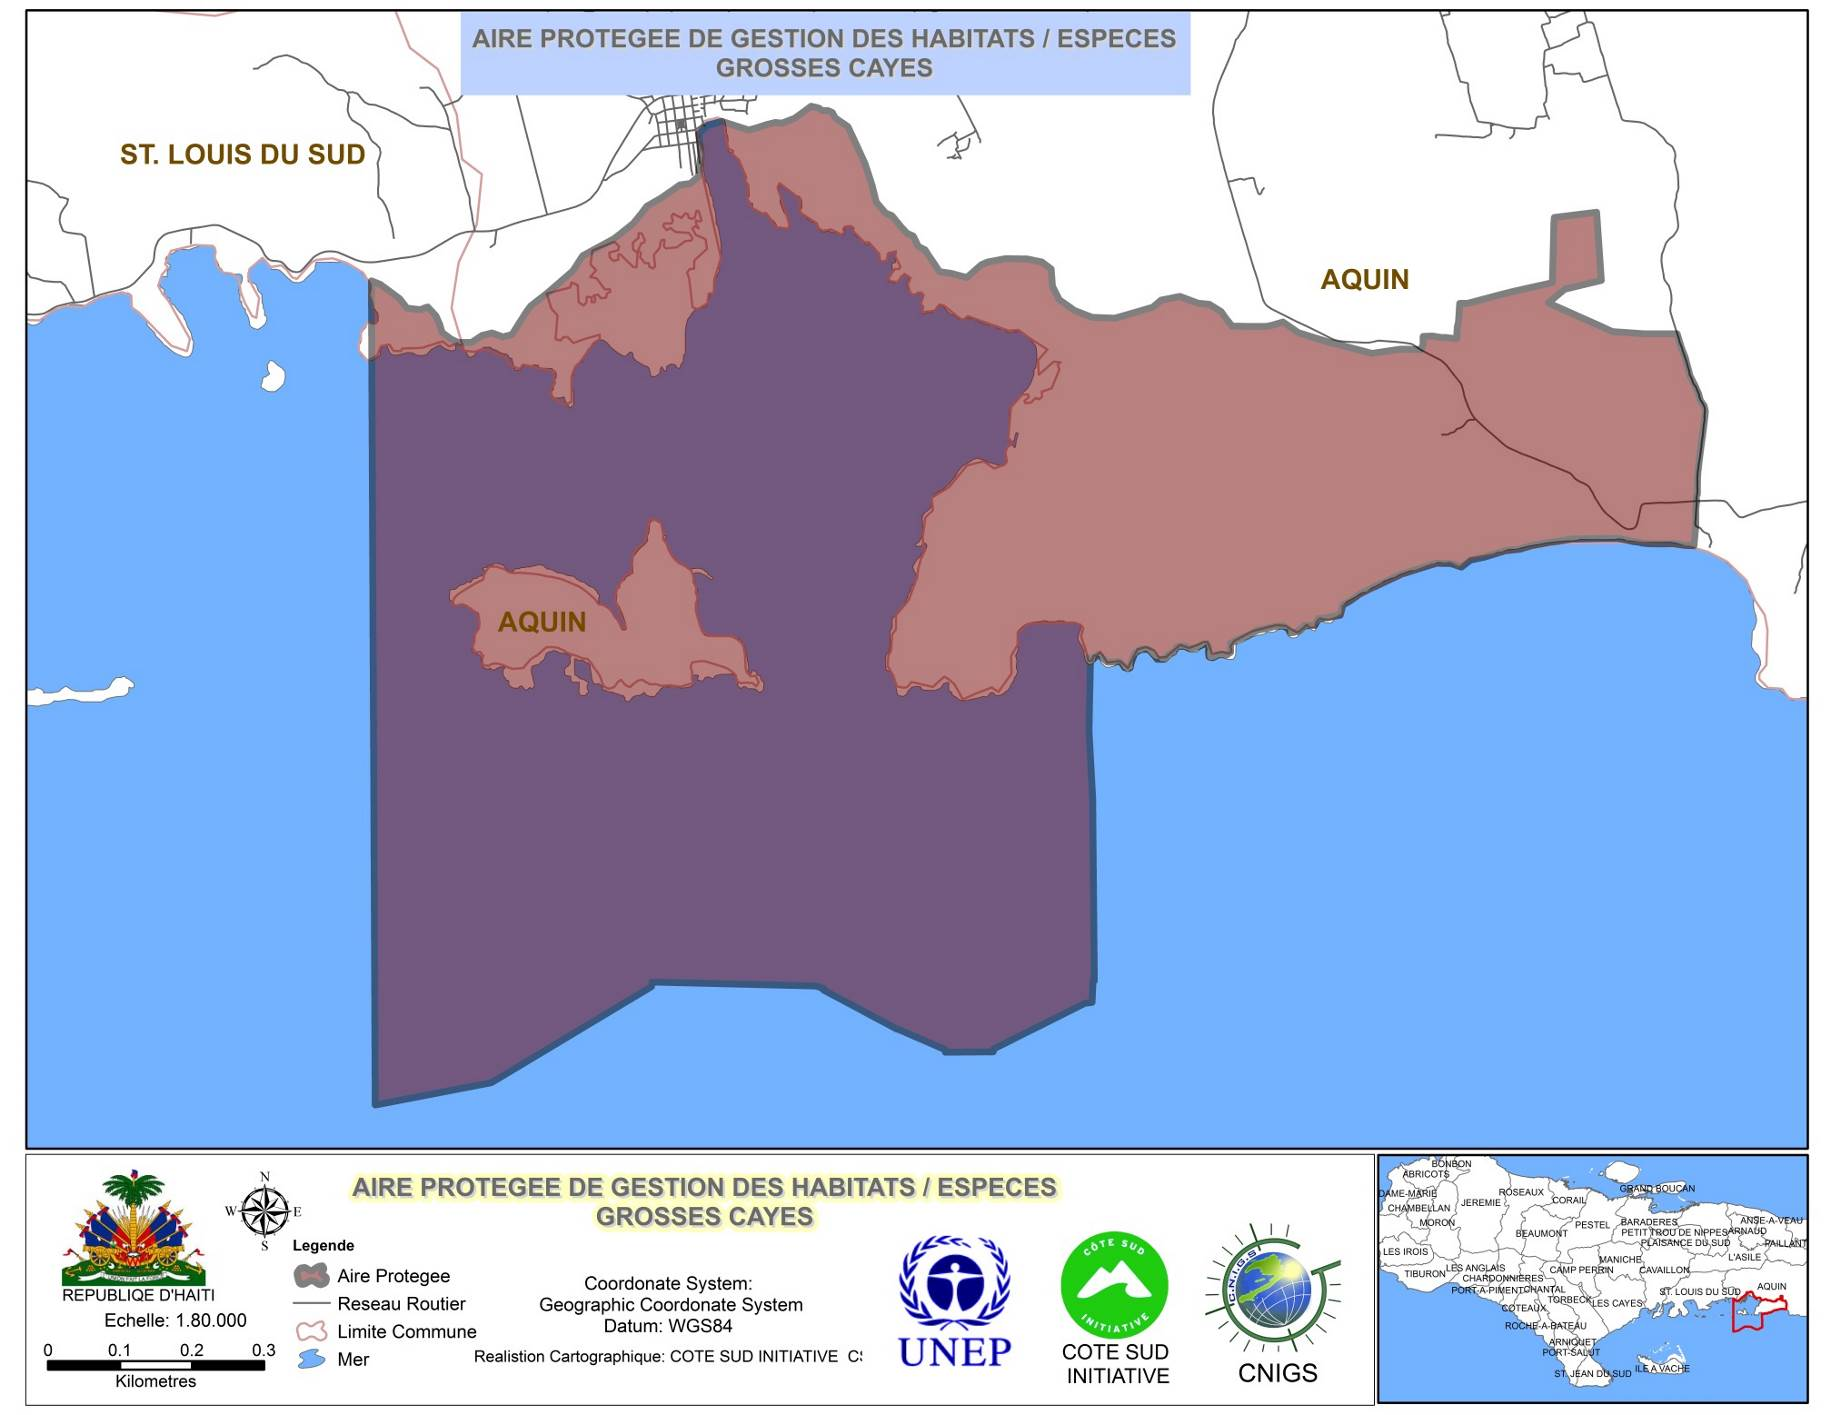 AIRE PROTEGEE DE GESTION DES HABITATS / ESPECES
GROSSES CAYES
ST. LOUIS DU SUD
AQUIN
AQUIN
REPUBLIQE D'HAITI
Echelle: 1.80.000
0 0.1 0.2 0.3
Kilometres
N
W E
S
AIRE PROTEGEE DE GESTION DES HABITATS / ESPECES
GROSSES CAYES
Legende
Aire Protegee
Reseau Routier
Limite Commune
Mer
Coordonate System:
Geographic Coordonate System
Datum: WGS84
Realistion Cartographique: COTE SUD INITIATIVE
UNEP
CÔTE SUD
INITIATIVE
COTE SUD
INITIATIVE
C.N.I.G.S
CNIGS
BONBON
ABRICOTS
DAME-MARIE
CHAMBELLAN
MORON
JEREMIE
ROSEAUX
CORAIL
GRAND BOUCAN
PESTEL
BEAUMONT
BARADERES
PETIT TROU DE NIPPES
PLAISANCE DU SUD
ARNAUD
ANSE-A-VEAU
PAILLANT
LES IROIS
L'ASILE
MANICHE
CAVAILLON
CAMP PERRIN
TIBURON
LES ANGLAIS
CHARDONNIERES
PORT-A-PIMENT
CHANTAL
TORBECK
LES CAYES
ST. LOUIS DU SUD
AQUIN
COTEAUX
ROCHE-A-BATEAU
ARNIQUET
PORT-SALUT
ST. JEAN DU SUD
ILE A VACHE